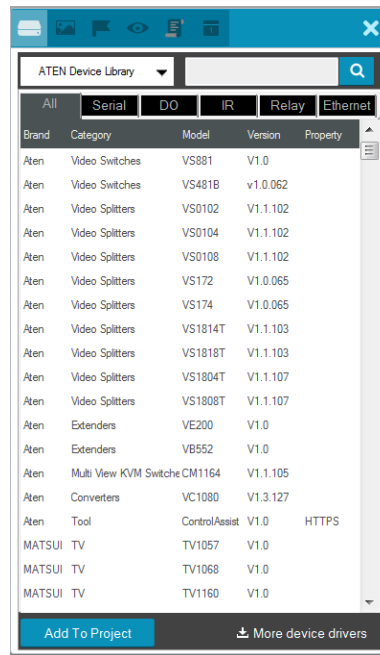 ATEN Device Library
All Serial DO IR Relay Ethernet
Brand Category Model Version Property
Aten Video Switches VS881 V1.0
Aten Video Switches VS481B v1.0.062
Aten Video Splitters VS0102 V1.1.102
Aten Video Splitters VS0104 V1.1.102
Aten Video Splitters VS0108 V1.1.102
Aten Video Splitters VS172 V1.0.065
Aten Video Splitters VS174 V1.0.065
Aten Video Splitters VS1814T V1.1.103
Aten Video Splitters VS1818T V1.1.103
Aten Video Splitters VS1804T V1.1.107
Aten Video Splitters VS1808T V1.1.107
Aten Extenders VE200 V1.0
Aten Extenders VB552 V1.0
Aten Multi View KVM Switche CM1164 V1.1.105
Aten Converters VC1080 V1.3.127
Aten Tool ControlAssist V1.0 HTTPS
MATSUI TV TV1057 V1.0
MATSUI TV TV1068 V1.0
MATSUI TV TV1160 V1.0
Add To Project More device drivers